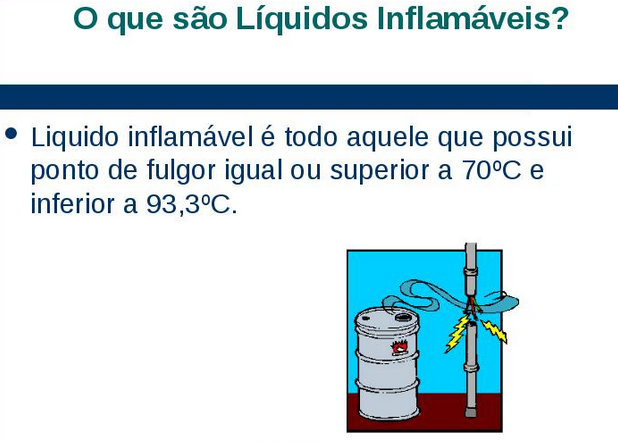 O que são Líquidos Inflamáveis?
• Liquido inflamável é todo aquele que possui
ponto de fulgor igual ou superior a 70ºC e
inferior a 93,3ºC.